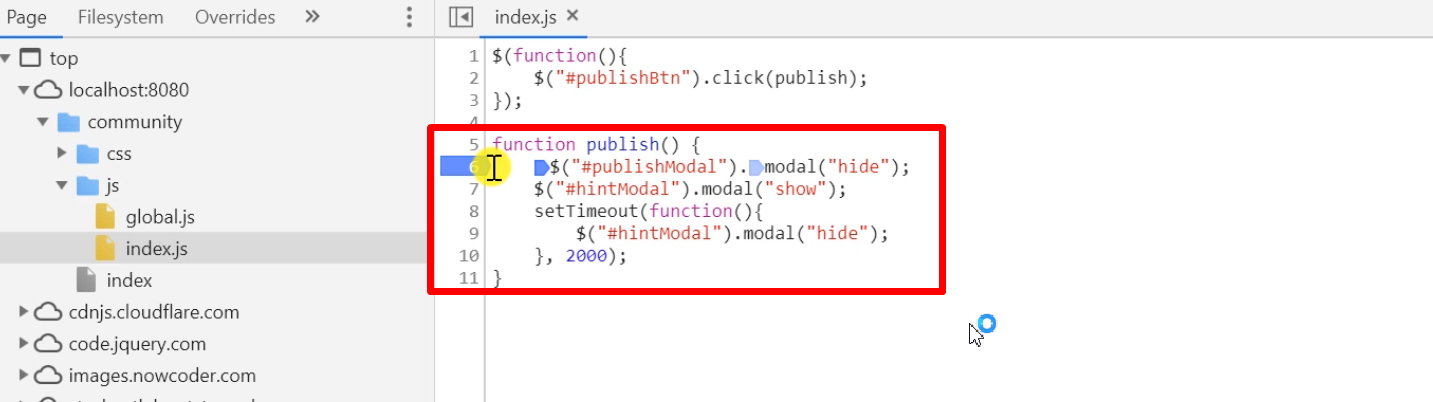 Page Filesystem Overrides »
index.js ×
top
localhost:8080
community
css
js
global.js
index.js
index
cdnjs.cloudflare.com
code.jquery.com
images.nowcoder.com
1 $(function(){
2 $("#publishBtn").click(publish);
3 });
4
5 function publish() {
6 $("#publishModal").modal("hide");
7 $("#hintModal").modal("show");
8 setTimeout(function(){
9 $("#hintModal").modal("hide");
10 }, 2000);
11 }